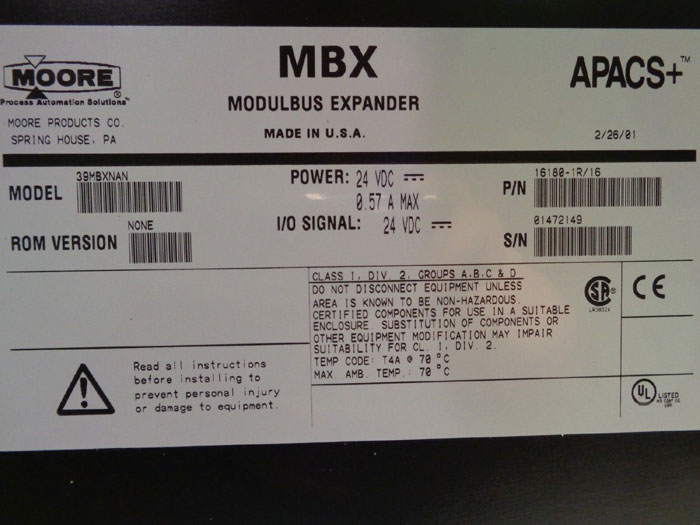 MOORE ®
Process Automation Solutions™
MOORE PRODUCTS CO.
SPRING HOUSE, PA
MBX
MODULBUS EXPANDER
MADE IN U.S.A.
APACS+™
2/26/01
MODEL 39MBXNAN
ROM VERSION NONE
POWER: 24 VDC
0.57 A MAX
I/O SIGNAL: 24 VDC
P/N 16180-1R/16
S/N 01472149
CLASS I, DIV. 2, GROUPS A,B,C & D
DO NOT DISCONNECT EQUIPMENT UNLESS
AREA IS KNOWN TO BE NON-HAZARDOUS.
CERTIFIED COMPONENTS FOR USE IN A SUITABLE
ENCLOSURE. SUBSTITUTION OF COMPONENTS OR
OTHER EQUIPMENT MODIFICATION MAY IMPAIR
SUITABILITY FOR CL. I, DIV. 2.
TEMP CODE: T4A @ 70 °C
MAX. AMB. TEMP.: 70 °C
SA ®
CE
Read all instructions
before installing to
prevent personal injury
or damage to equipment.
UL LISTED